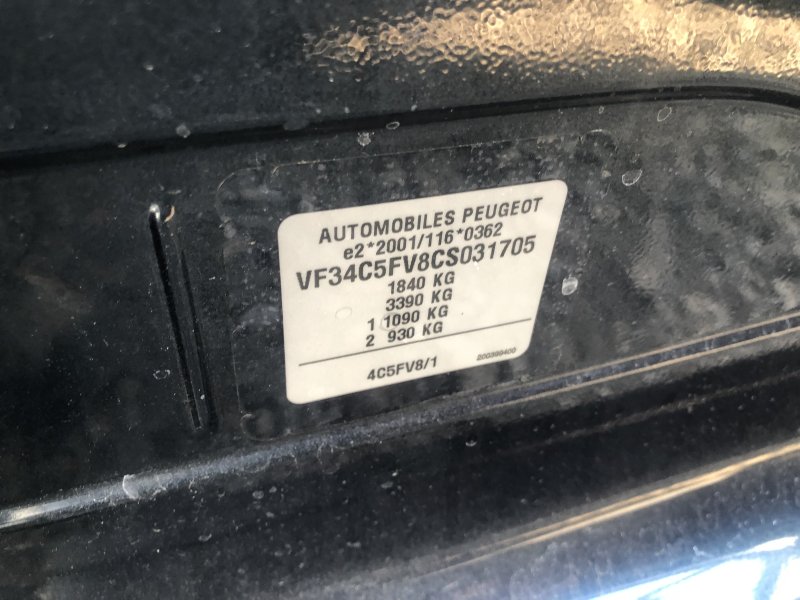 AUTOMOBILES PEUGEOT
e2*2001/116*0362
VF34C5FV8CS031705
1840 KG
3390 KG
1 1090 KG
2 930 KG
4C5FV8/1 200399400